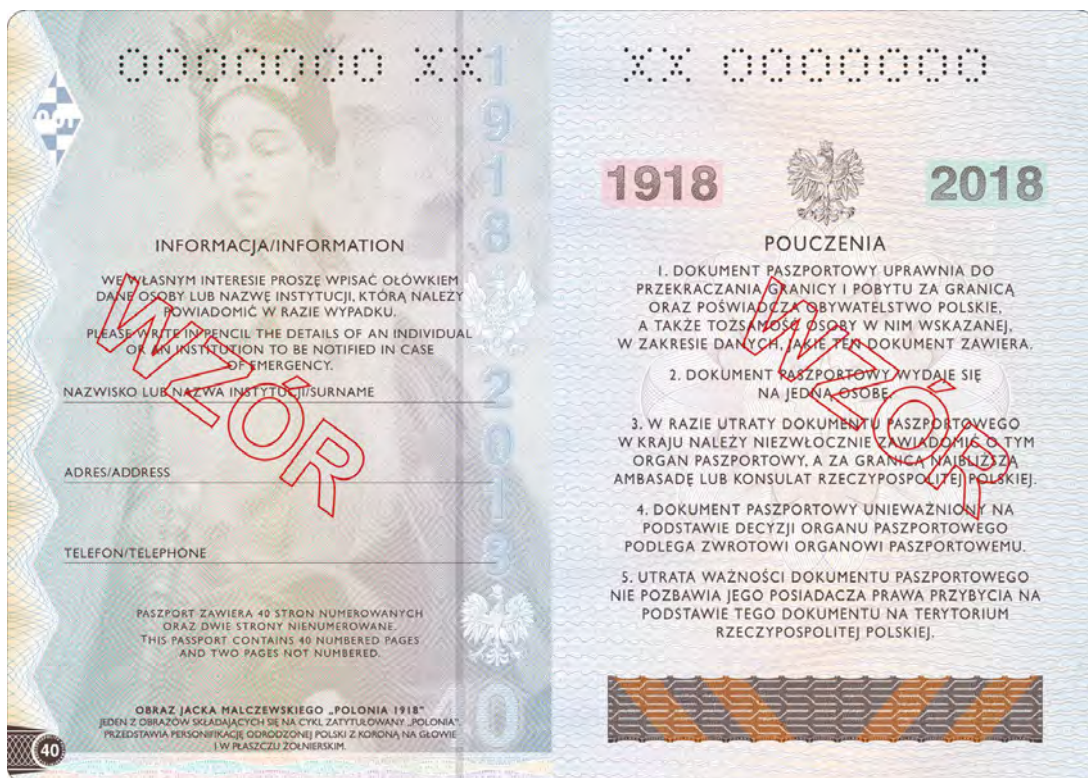 0000000 XX
1918
2018
40
INFORMACJA/INFORMATION
WE WŁASNYM INTERESIE PROSZĘ WPISAĆ OŁÓWKIEM
DANE OSOBY LUB NAZWĘ INSTYTUCJI, KTÓRĄ NALEŻY
POWIADOMIĆ W RAZIE WYPADKU.
PLEASE WRITE IN PENCIL THE DETAILS OF AN INDIVIDUAL
OR AN INSTITUTION TO BE NOTIFIED IN CASE
OF EMERGENCY.
NAZWISKO LUB NAZWA INSTYTUCJI/SURNAME
ADRES/ADDRESS
TELEFON/TELEPHONE
WZÓR
PASZPORT ZAWIERA 40 STRON NUMEROWANYCH
ORAZ DWIE STRONY NIENUMEROWANE.
THIS PASSPORT CONTAINS 40 NUMBERED PAGES
AND TWO PAGES NOT NUMBERED.
OBRAZ JACKA MALCZEWSKIEGO „POLONIA 1918”
JEDEN Z OBRAZÓW SKŁADAJĄCYCH SIĘ NA CYKL ZATYTUŁOWANY „POLONIA”.
PRZEDSTAWIA PERSONIFIKACJĘ ODRODZONEJ POLSKI Z KORONĄ NA GŁOWIE
I W PŁASZCZU ŻOŁNIERSKIM.
40
XX 0000000
1918 2018
POUCZENIA
1. DOKUMENT PASZPORTOWY UPRAWNIA DO
PRZEKRACZANIA GRANICY I POBYTU ZA GRANICĄ
ORAZ POŚWIADCZA OBYWATELSTWO POLSKIE,
A TAKŻE TOŻSAMOŚĆ OSOBY W NIM WSKAZANEJ,
W ZAKRESIE DANYCH, JAKIE TEN DOKUMENT ZAWIERA.
2. DOKUMENT PASZPORTOWY WYDAJE SIĘ
NA JEDNĄ OSOBĘ.
3. W RAZIE UTRATY DOKUMENTU PASZPORTOWEGO
W KRAJU NALEŻY NIEZWŁOCZNIE ZAWIADOMIĆ O TYM
ORGAN PASZPORTOWY, A ZA GRANICĄ NAJBLIŻSZĄ
AMBASADĘ LUB KONSULAT RZECZYPOSPOLITEJ POLSKIEJ.
4. DOKUMENT PASZPORTOWY UNIEWAŻNIONY NA
PODSTAWIE DECYZJI ORGANU PASZPORTOWEGO
PODLEGA ZWROTOWI ORGANOWI PASZPORTOWEMU.
5. UTRATA WAŻNOŚCI DOKUMENTU PASZPORTOWEGO
NIE POZBAWIA JEGO POSIADACZA PRAWA PRZYBYCIA NA
PODSTAWIE TEGO DOKUMENTU NA TERYTORIUM
RZECZYPOSPOLITEJ POLSKIEJ.
WZÓR